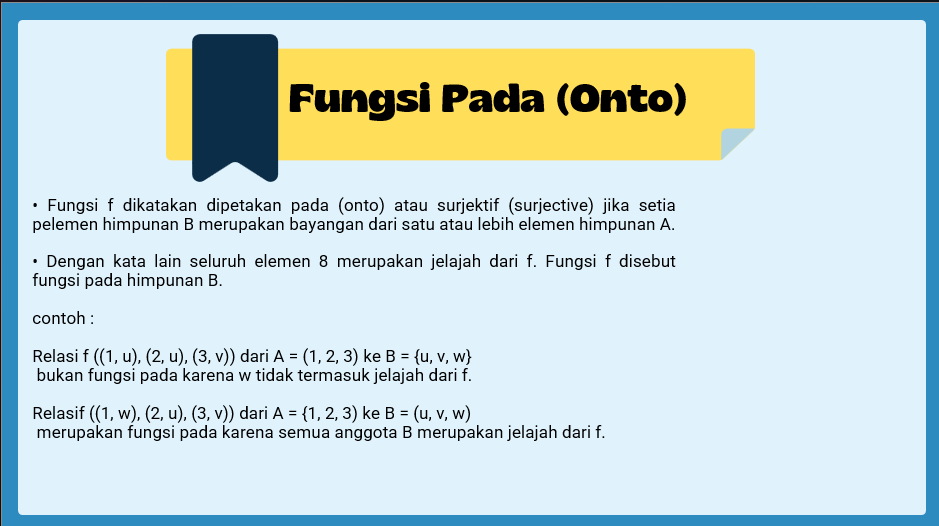 Fungsi Pada (Onto)
• Fungsi f dikatakan dipetakan pada (onto) atau surjektif (surjective) jika setia
pelemen himpunan B merupakan bayangan dari satu atau lebih elemen himpunan A.
• Dengan kata lain seluruh elemen 8 merupakan jelajah dari f. Fungsi f disebut
fungsi pada himpunan B.
contoh :
Relasi f ((1, u), (2, u), (3, v)) dari A = (1, 2, 3) ke B = {u, v, w}
bukan fungsi pada karena w tidak termasuk jelajah dari f.
Relasif ((1, w), (2, u), (3, v)) dari A = {1, 2, 3) ke B = (u, v, w)
merupakan fungsi pada karena semua anggota B merupakan jelajah dari f.